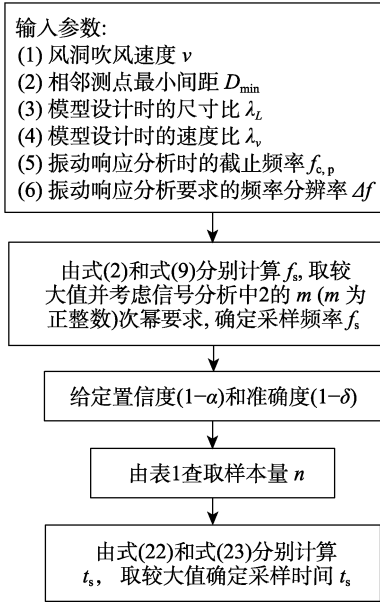 输入参数:
(1) 风洞吹风速度 v
(2) 相邻测点最小间距 Dmin
(3) 模型设计时的尺寸比 λL
(4) 模型设计时的速度比 λv
(5) 振动响应分析时的截止频率 fc, p
(6) 振动响应分析要求的频率分辨率 Δf
由式(2)和式(9)分别计算 fs, 取较
大值并考虑信号分析中2的 m (m 为
正整数)次幂要求, 确定采样频率 fs
给定置信度(1−α)和准确度(1−δ)
由表1查取样本量 n
由式(22)和式(23)分别计算
ts， 取较大值确定采样时间 ts